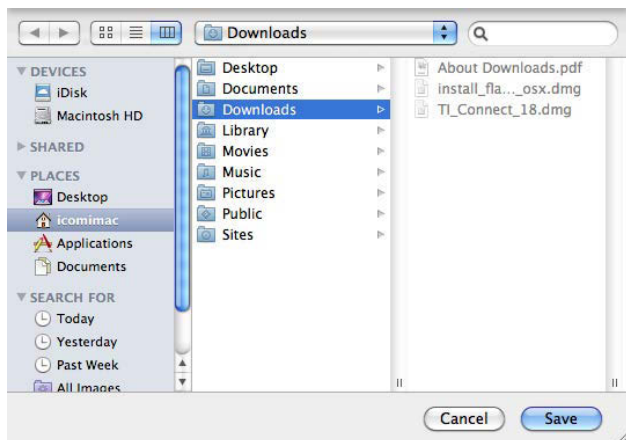 Downloads
DEVICES
iDisk
Macintosh HD
SHARED
PLACES
Desktop
icomimac
Applications
Documents
SEARCH FOR
Today
Yesterday
Past Week
All Images
Desktop
Documents
Downloads
Library
Movies
Music
Pictures
Public
Sites
About Downloads.pdf
install_fla..._osx.dmg
TI_Connect_18.dmg
Cancel
Save